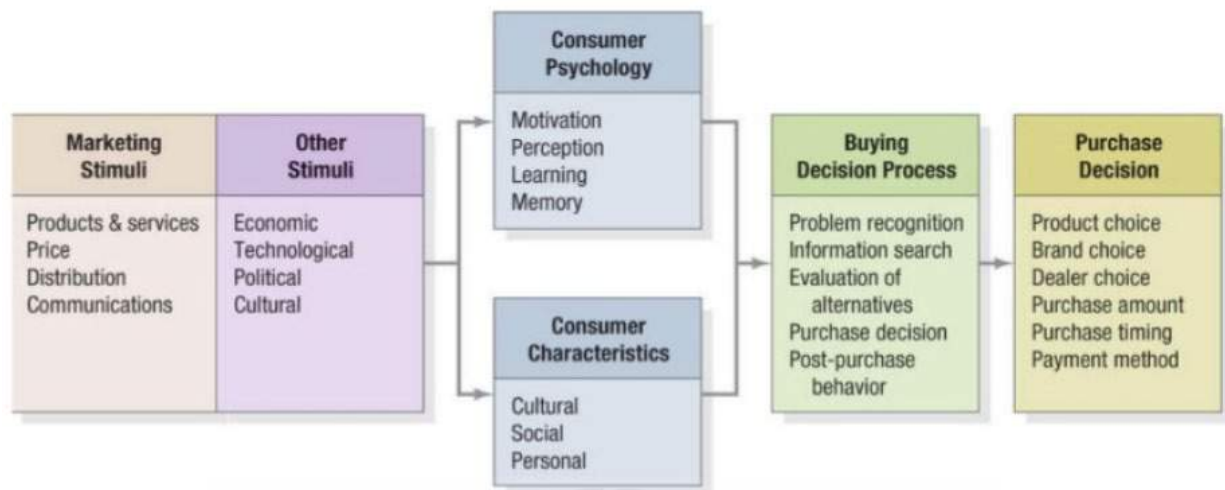 Marketing
Stimuli
Products & services
Price
Distribution
Communications
Other
Stimuli
Economic
Technological
Political
Cultural
Consumer
Psychology
Motivation
Perception
Learning
Memory
Consumer
Characteristics
Cultural
Social
Personal
Buying
Decision Process
Problem recognition
Information search
Evaluation of
alternatives
Purchase decision
Post-purchase
behavior
Purchase
Decision
Product choice
Brand choice
Dealer choice
Purchase amount
Purchase timing
Payment method